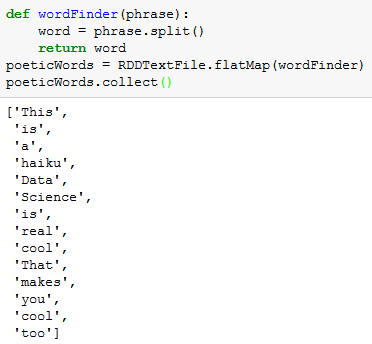 def wordFinder(phrase):
    word = phrase.split()
    return word
poeticWords = RDDTextFile.flatMap(wordFinder)
poeticWords.collect()
['This',
 'is',
 'a',
 'haiku',
 'Data',
 'Science',
 'is',
 'real',
 'cool',
 'That',
 'makes',
 'you',
 'cool',
 'too']